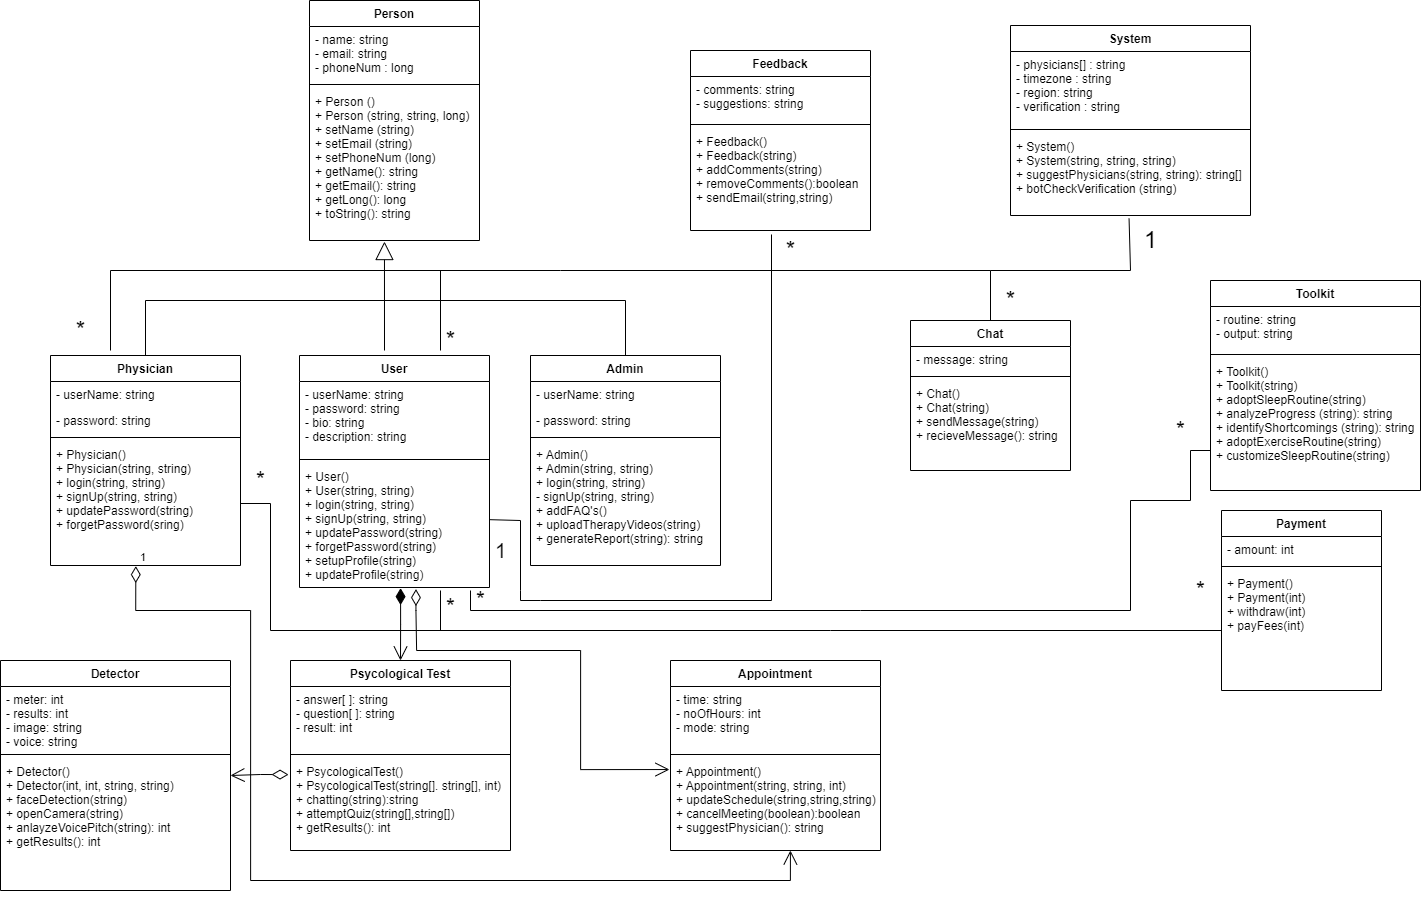 Person
- name: string
- email: string
- phoneNum : long
+ Person ()
+ Person (string, string, long)
+ setName (string)
+ setEmail (string)
+ setPhoneNum (long)
+ getName(): string
+ getEmail(): string
+ getLong(): long
+ toString(): string
Feedback
- comments: string
- suggestions: string
+ Feedback()
+ Feedback(string)
+ addComments(string)
+ removeComments():boolean
+ sendEmail(string,string)
*
System
- physicians[] : string
- timezone : string
- region: string
- verification : string
+ System()
+ System(string, string, string)
+ suggestPhysicians(string, string): string[]
+ botCheckVerification (string)
1
*
*
*
Physician
- userName: string
- password: string
+ Physician()
+ Physician(string, string)
+ login(string, string)
+ signUp(string, string)
+ updatePassword(string)
+ forgetPassword(sring)
1
*
User
- userName: string
- password: string
- bio: string
- description: string
+ User()
+ User(string, string)
+ login(string, string)
+ signUp(string, string)
+ updatePassword(string)
+ forgetPassword(string)
+ setupProfile(string)
+ updateProfile(string)
1
*
*
Admin
- userName: string
- password: string
+ Admin()
+ Admin(string, string)
+ login(string, string)
- signUp(string, string)
+ addFAQ's()
+ uploadTherapyVideos(string)
+ generateReport(string): string
Chat
- message: string
+ Chat()
+ Chat(string)
+ sendMessage(string)
+ recieveMessage(): string
Toolkit
- routine: string
- output: string
+ Toolkit()
+ Toolkit(string)
+ adoptSleepRoutine(string)
+ analyzeProgress (string): string
+ identifyShortcomings (string): string
+ adoptExerciseRoutine(string)
+ customizeSleepRoutine(string)
*
Payment
- amount: int
+ Payment()
+ Payment(int)
+ withdraw(int)
+ payFees(int)
*
Detector
- meter: int
- results: int
- image: string
- voice: string
+ Detector()
+ Detector(int, int, string, string)
+ faceDetection(string)
+ openCamera(string)
+ anlayzeVoicePitch(string): int
+ getResults(): int
Psycological Test
- answer[ ]: string
- question[ ]: string
- result: int
+ PsycologicalTest()
+ PsycologicalTest(string[]. string[], int)
+ chatting(string):string
+ attemptQuiz(string[],string[])
+ getResults(): int
Appointment
- time: string
- noOfHours: int
- mode: string
+ Appointment()
+ Appointment(string, string, int)
+ updateSchedule(string,string,string)
+ cancelMeeting(boolean):boolean
+ suggestPhysician(): string